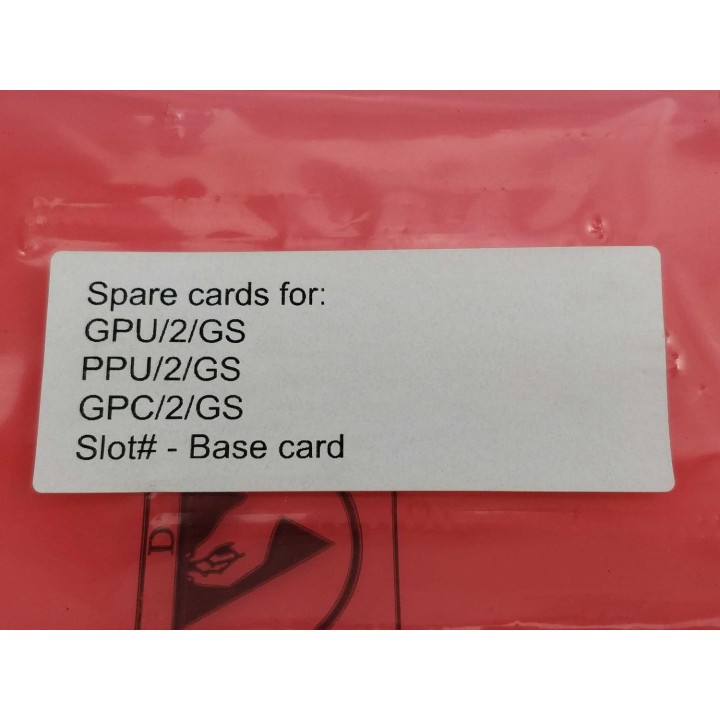 Spare cards for:
GPU/2/GS
PPU/2/GS
GPC/2/GS
Slot# - Base card
D